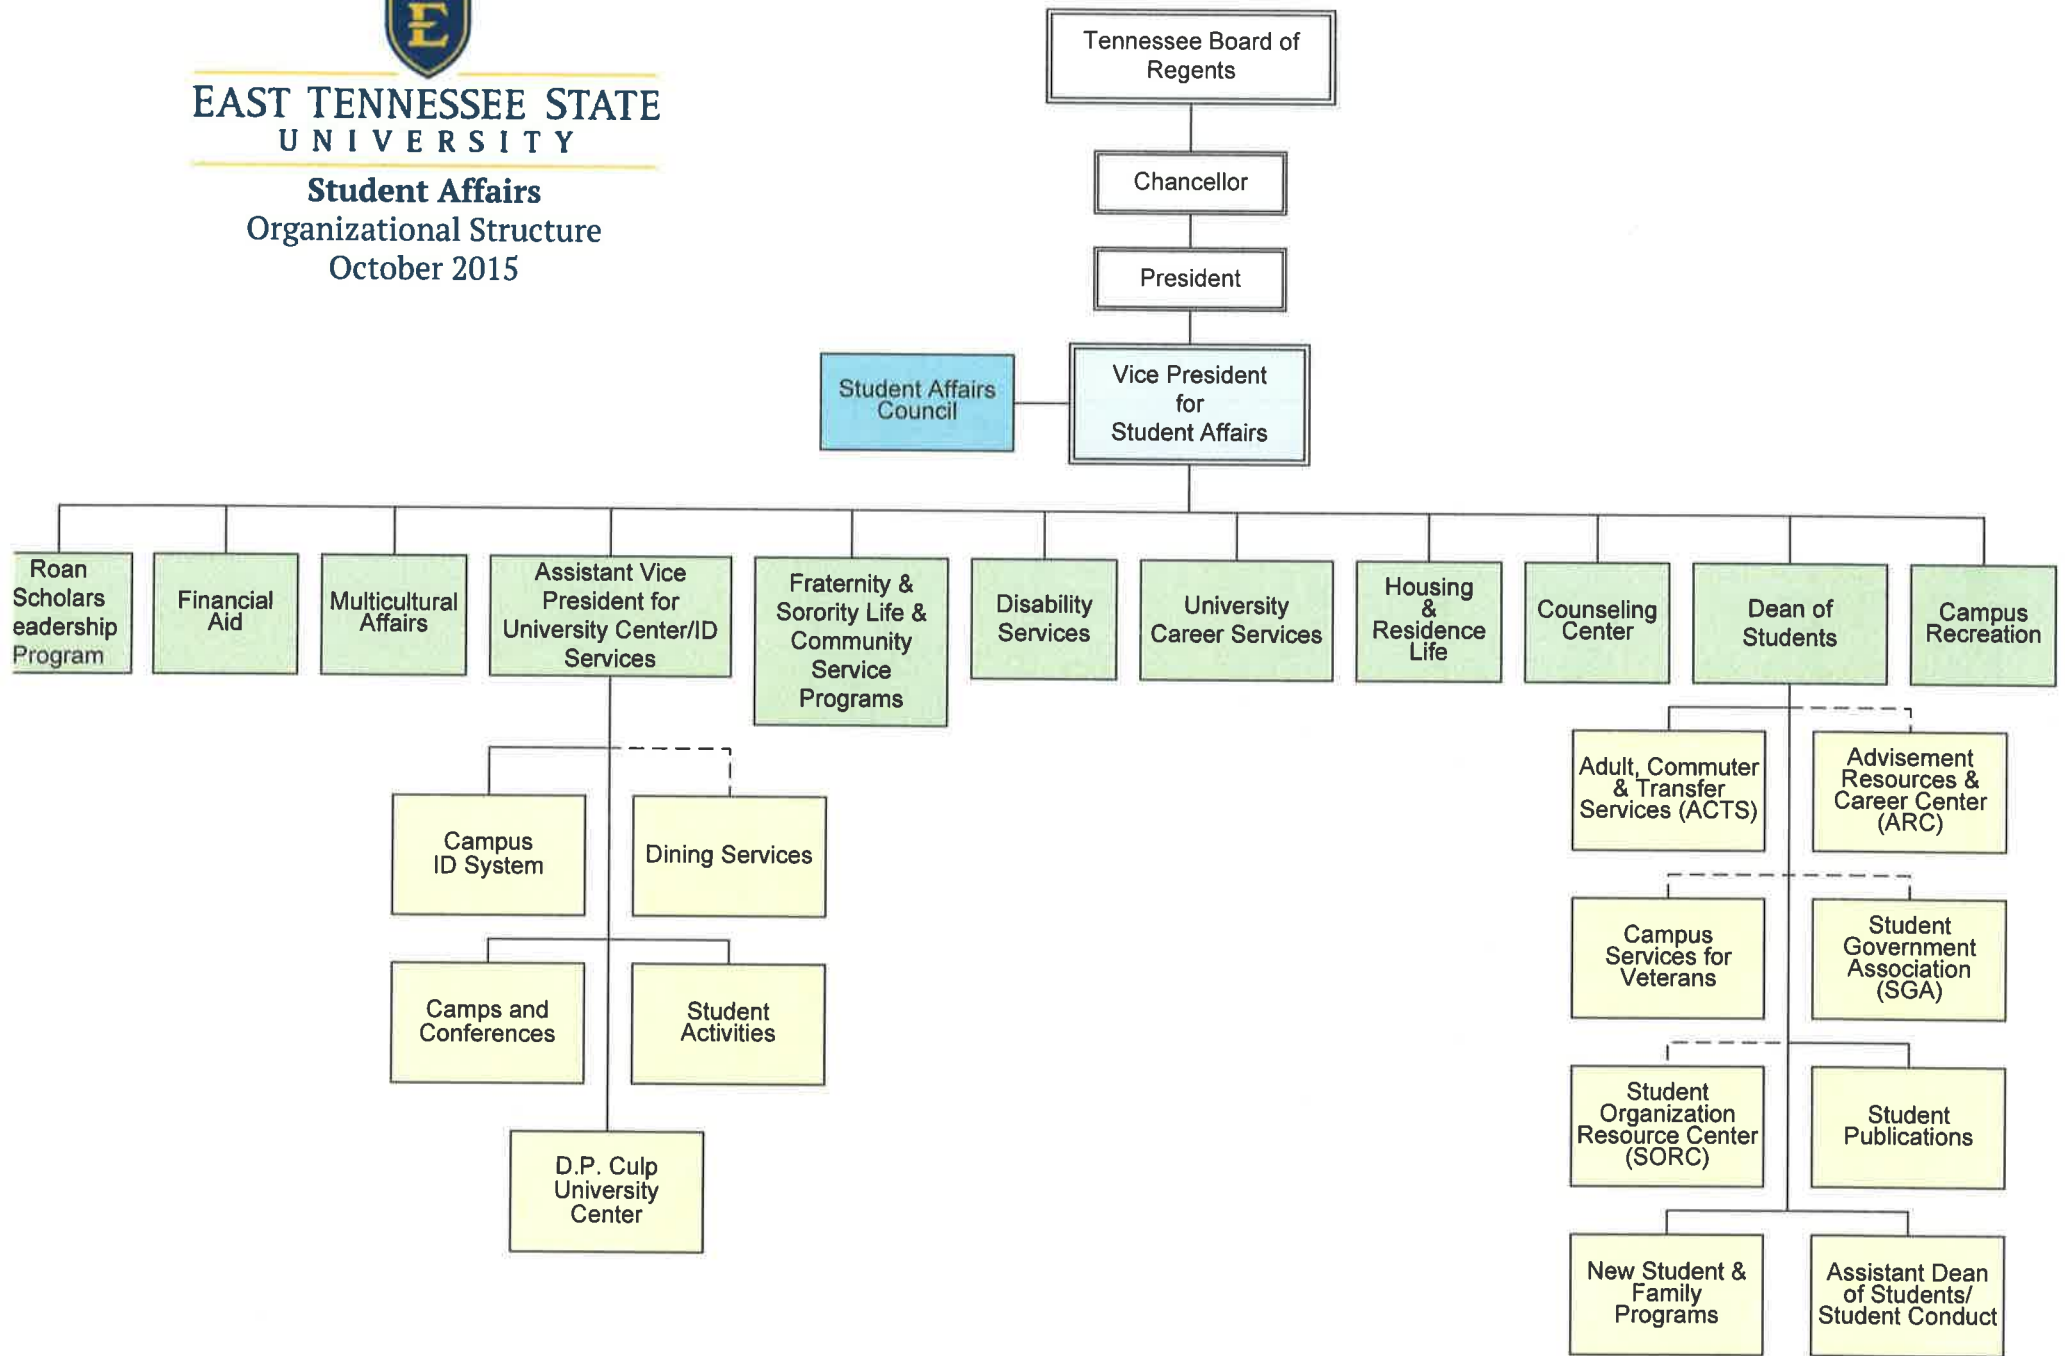 E
EAST TENNESSEE STATE
UNIVERSITY
Student Affairs
Organizational Structure
October 2015
Tennessee Board of
Regents
Chancellor
President
Student Affairs
Council
Vice President
for
Student Affairs
Roan
Scholars
eadership
Program
Financial
Aid
Multicultural
Affairs
Assistant Vice
President for
University Center/ID
Services
Fraternity &
Sorority Life &
Community
Service
Programs
Disability
Services
University
Career Services
Housing
&
Residence
Life
Counseling
Center
Dean of
Students
Campus
Recreation
Campus
ID System
Dining Services
Camps and
Conferences
Student
Activities
D.P. Culp
University
Center
Adult, Commuter
& Transfer
Services (ACTS)
Advisement
Resources &
Career Center
(ARC)
Campus
Services for
Veterans
Student
Government
Association
(SGA)
Student
Organization
Resource Center
(SORC)
Student
Publications
New Student &
Family
Programs
Assistant Dean
of Students/
Student Conduct